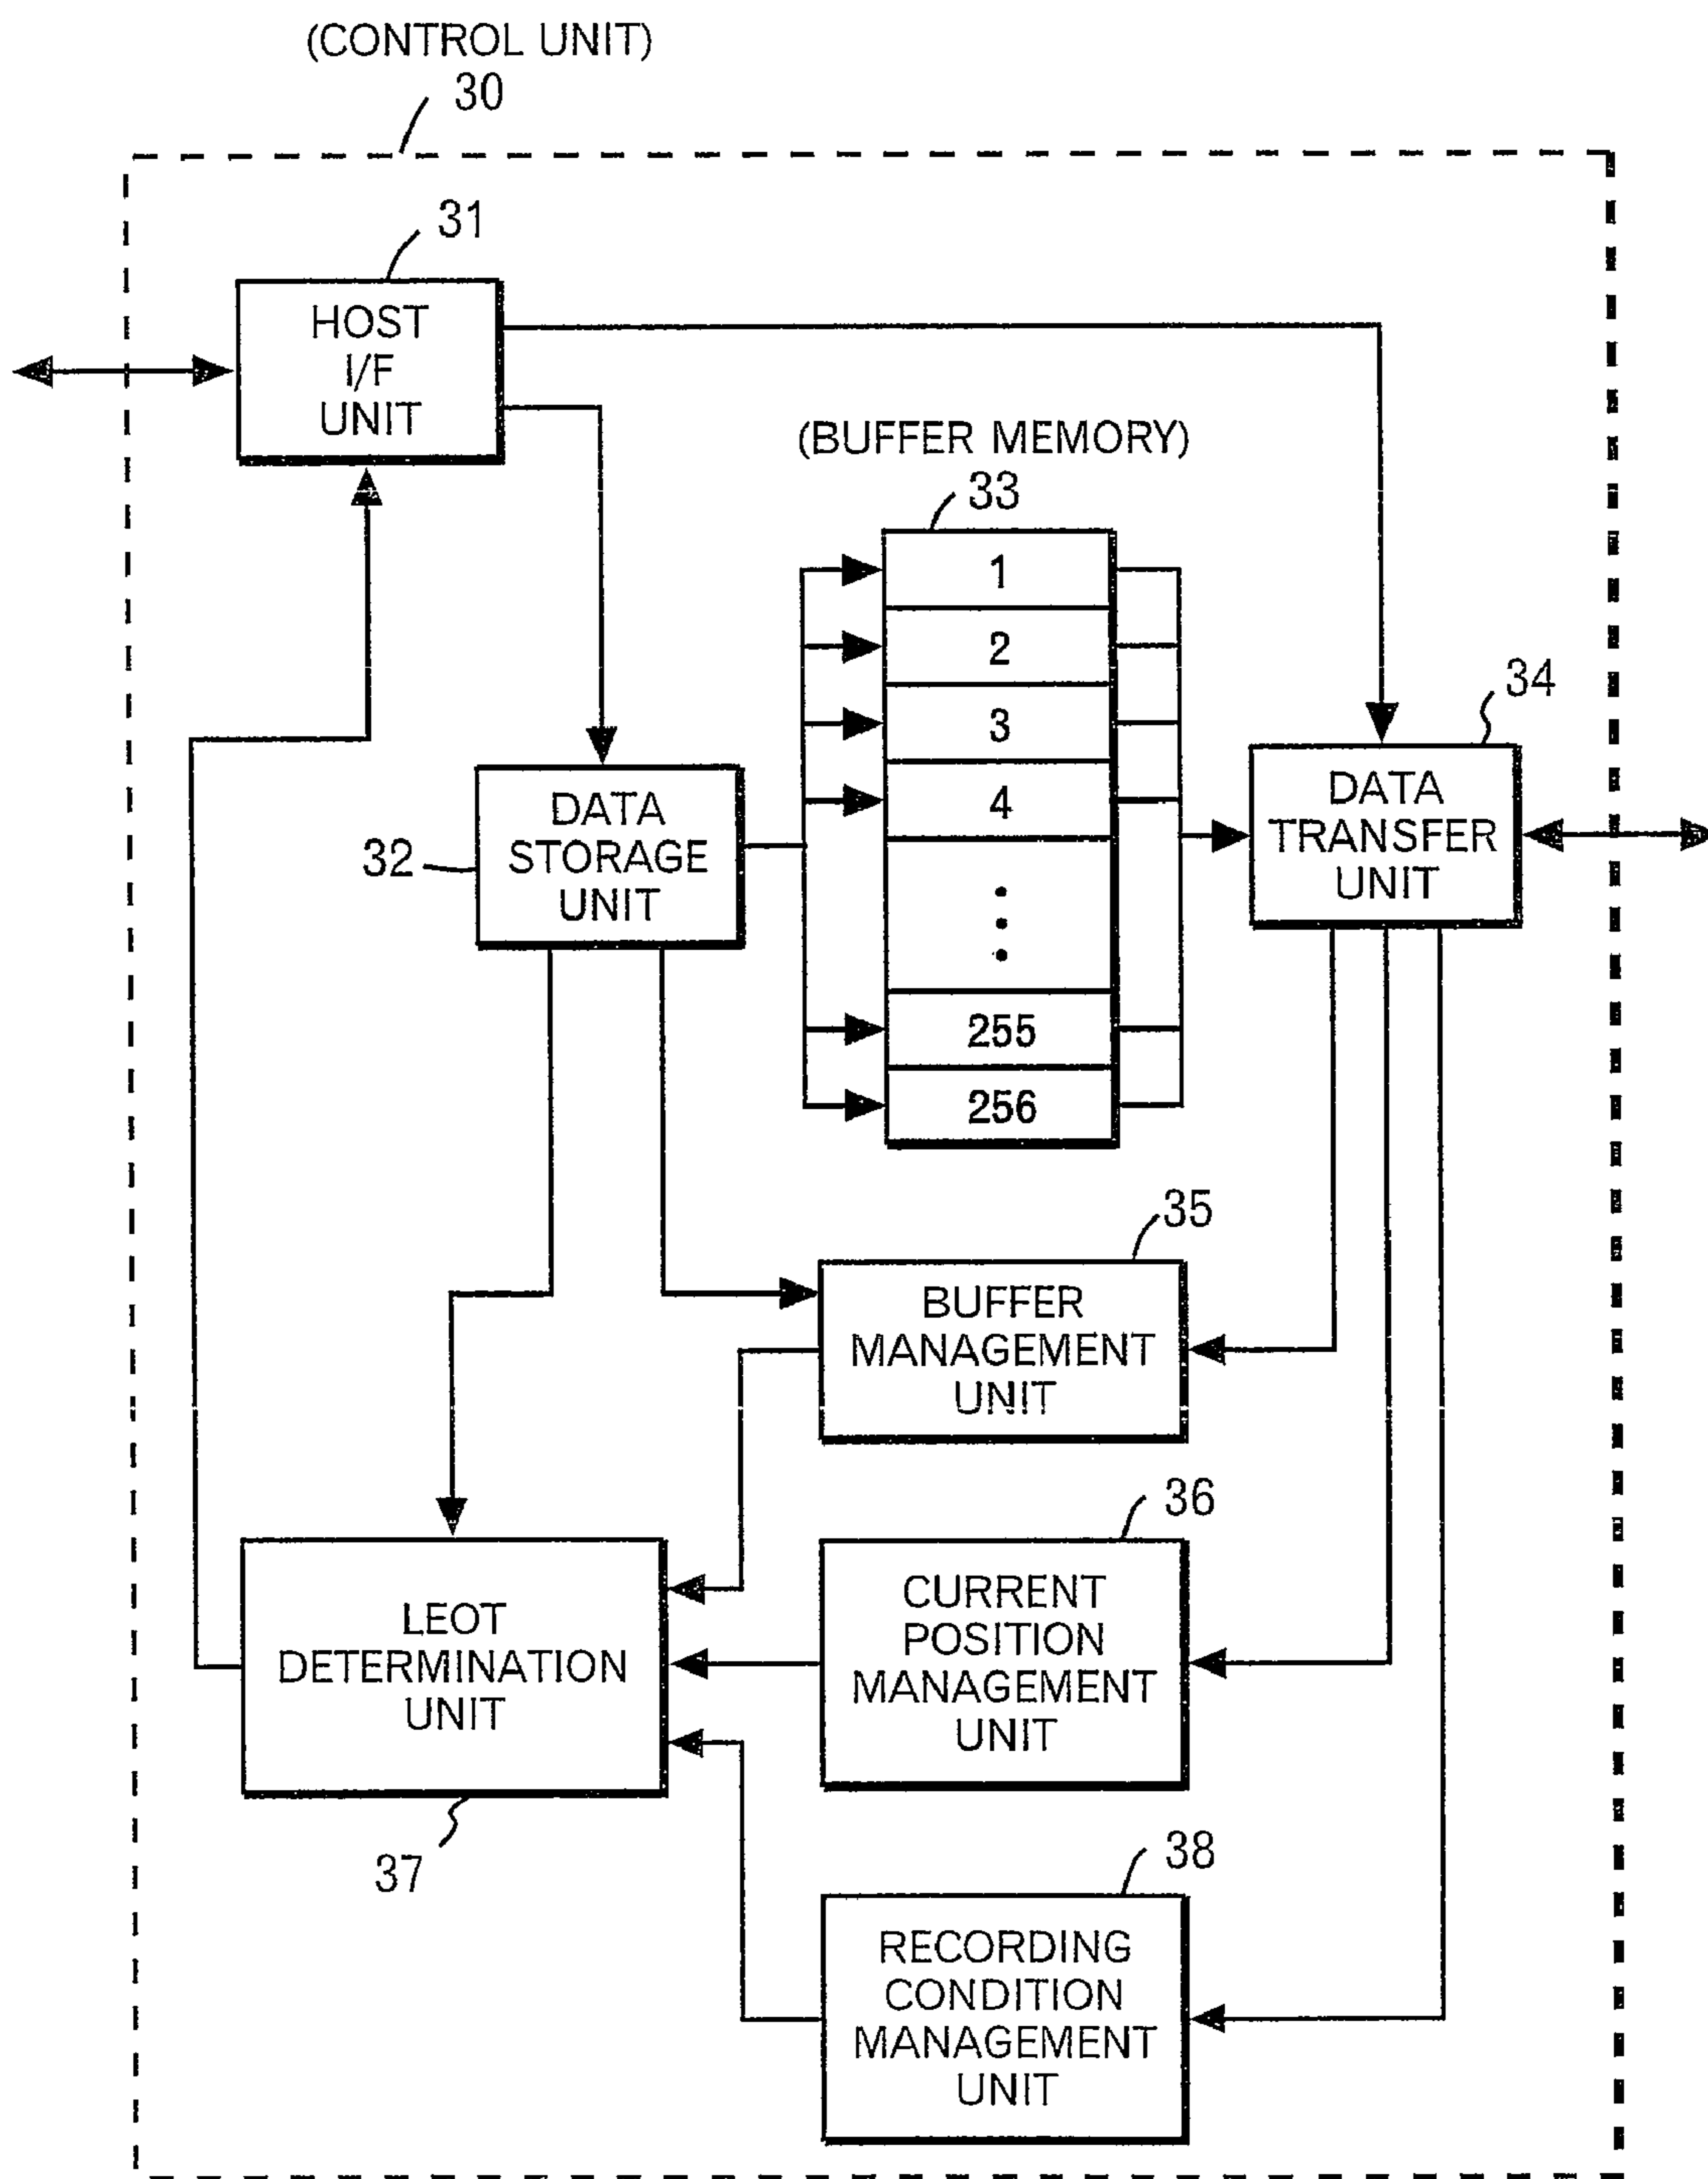 (CONTROL UNIT)
30
31
HOST
I/F
UNIT
(BUFFER MEMORY)
33
1
2
3
4
255
256
34
DATA
TRANSFER
UNIT
32
DATA
STORAGE
UNIT
35
BUFFER
MANAGEMENT
UNIT
36
CURRENT
POSITION
MANAGEMENT
UNIT
LEOT
DETERMINATION
UNIT
37
38
RECORDING
CONDITION
MANAGEMENT
UNIT